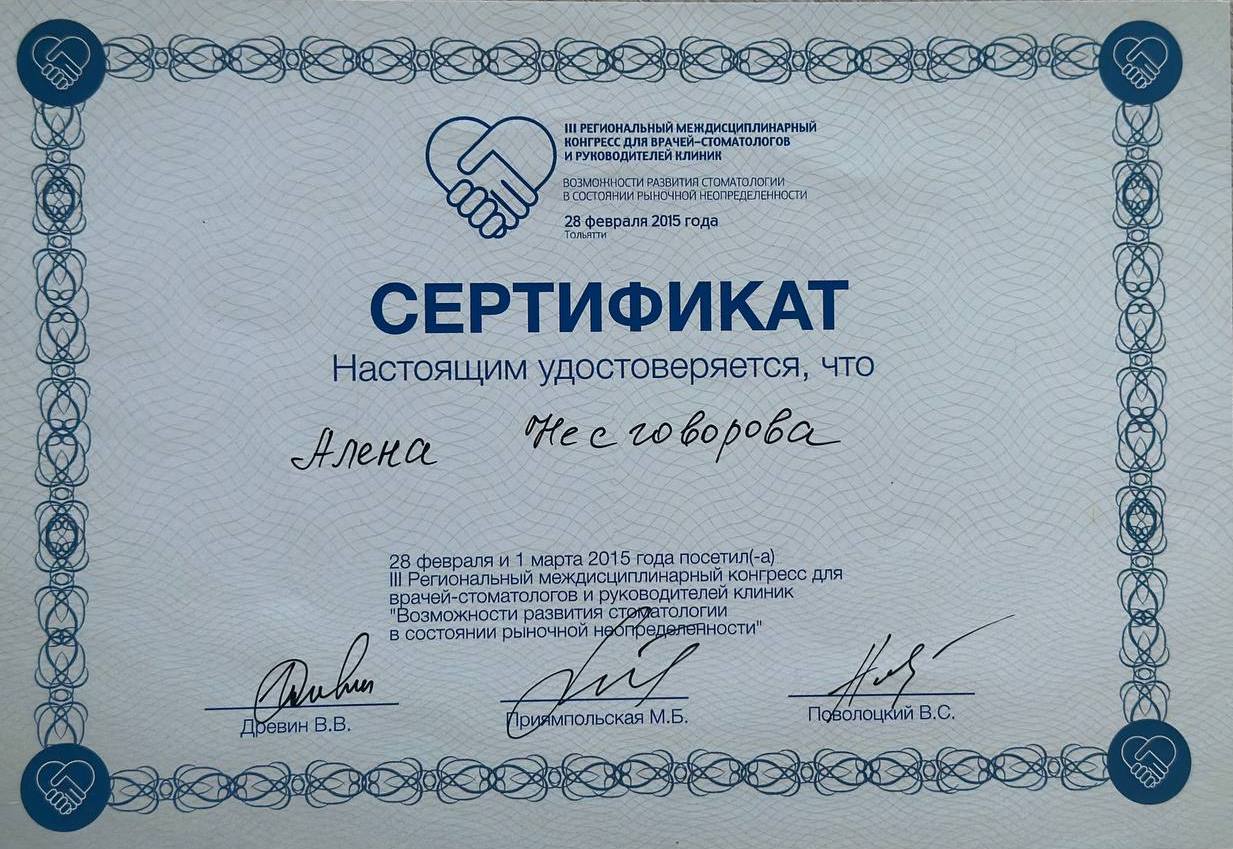 III РЕГИОНАЛЬНЫЙ МЕЖДИСЦИПЛИНАРНЫЙ
КОНГРЕСС ДЛЯ ВРАЧЕЙ-СТОМАТОЛОГОВ
И РУКОВОДИТЕЛЕЙ КЛИНИК
ВОЗМОЖНОСТИ РАЗВИТИЯ СТОМАТОЛОГИИ
В СОСТОЯНИИ РЫНОЧНОЙ НЕОПРЕДЕЛЕННОСТИ
28 февраля 2015 года
Тольятти
СЕРТИФИКАТ
Настоящим удостоверяется, что
Алена Несговорова
28 февраля и 1 марта 2015 года посетил(-а)
III Региональный междисциплинарный конгресс для
врачей-стоматологов и руководителей клиник
"Возможности развития стоматологии
в состоянии рыночной неопределенности"
Древин В.В. Приямпольская М.Б. Поволоцкий В.С.